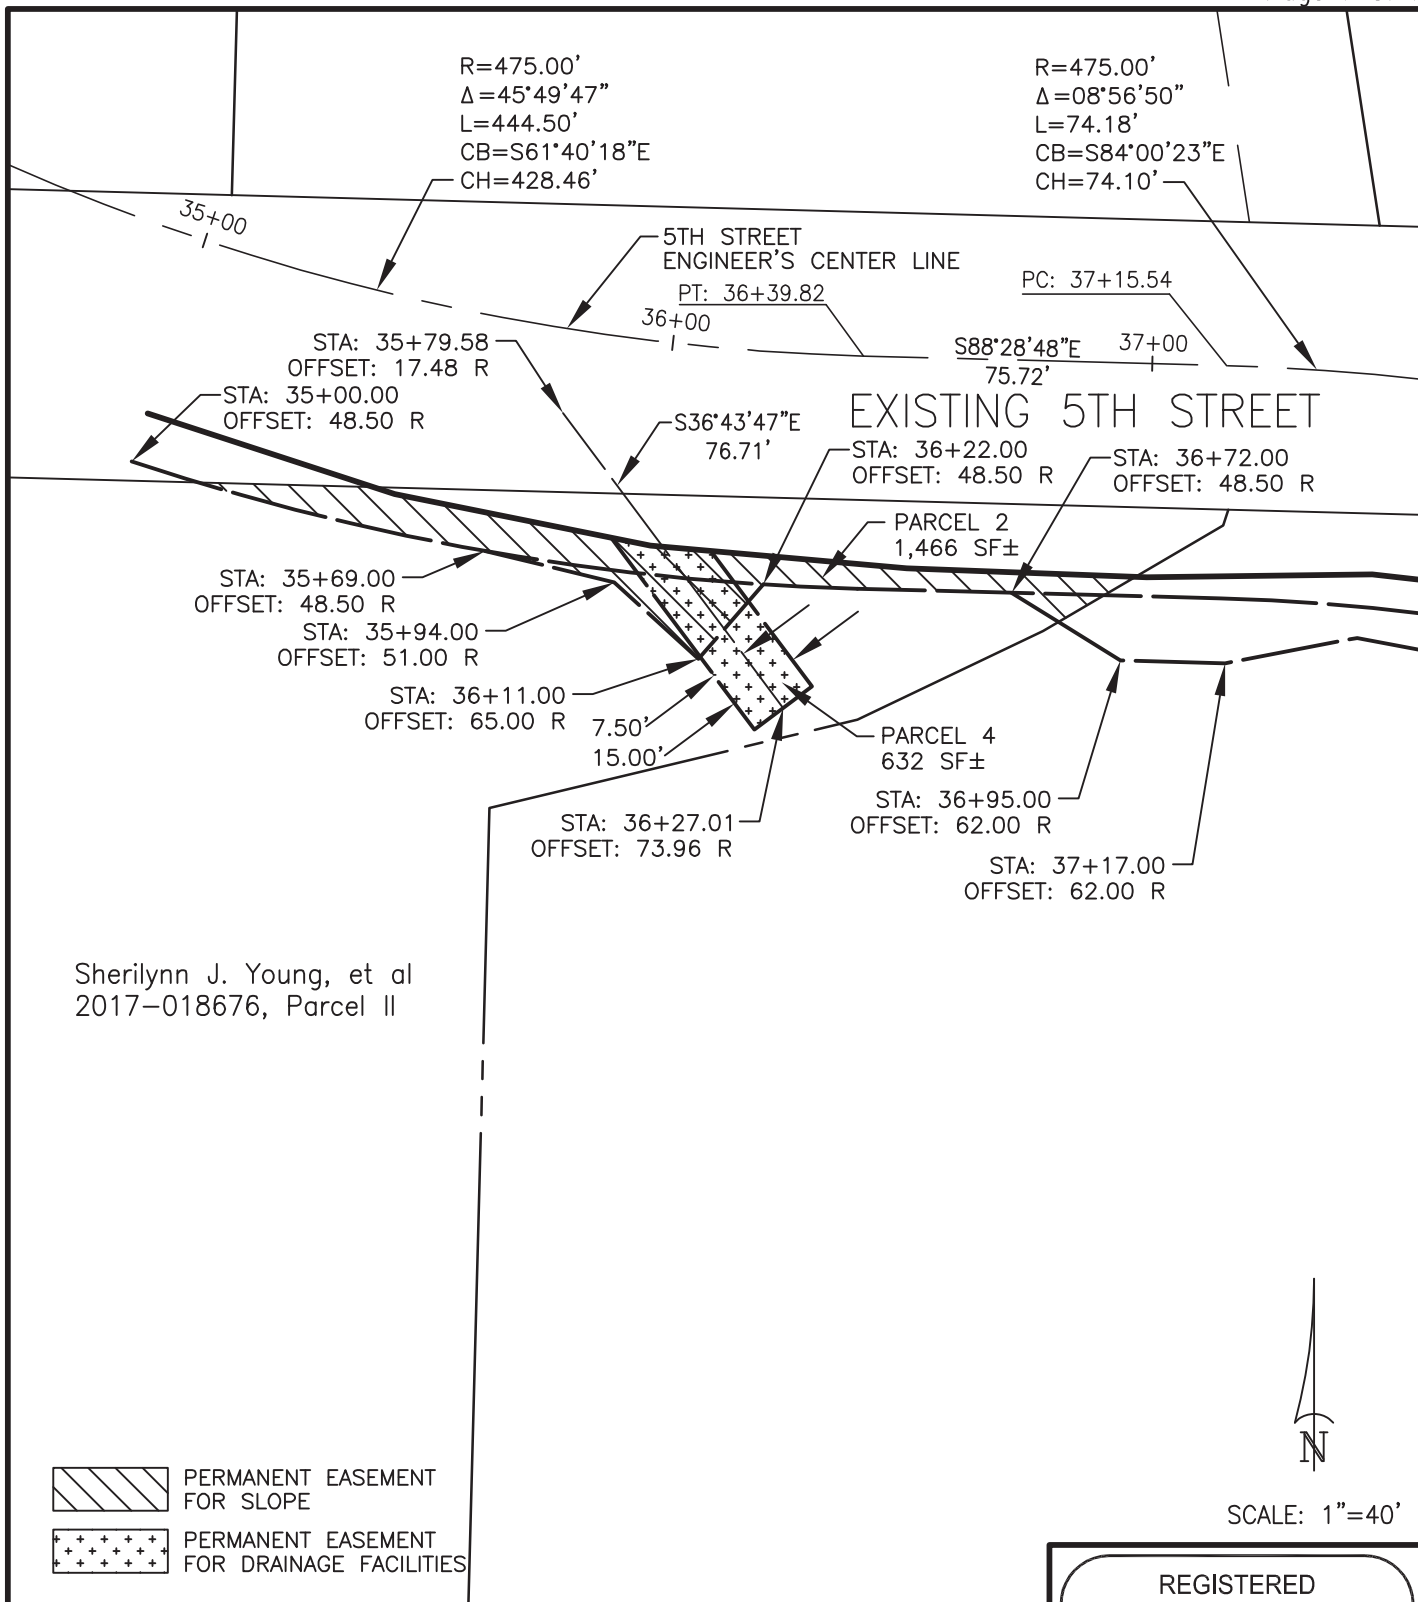 R=475.00'
Δ=45°49'47"
L=444.50'
CB=S61°40'18"E
CH=428.46'
R=475.00'
Δ=08°56'50"
L=74.18'
CB=S84°00'23"E
CH=74.10'
35+00
5TH STREET
ENGINEER'S CENTER LINE
PT: 36+39.82
PC: 37+15.54
36+00
S88°28'48"E
75.72'
37+00
STA: 35+79.58
OFFSET: 17.48 R
STA: 35+00.00
OFFSET: 48.50 R
EXISTING 5TH STREET
S36°43'47"E
76.71'
STA: 36+22.00
OFFSET: 48.50 R
STA: 36+72.00
OFFSET: 48.50 R
PARCEL 2
1,466 SF±
STA: 35+69.00
OFFSET: 48.50 R
STA: 35+94.00
OFFSET: 51.00 R
STA: 36+11.00
OFFSET: 65.00 R
7.50'
15.00'
PARCEL 4
632 SF±
STA: 36+95.00
OFFSET: 62.00 R
STA: 36+27.01
OFFSET: 73.96 R
STA: 37+17.00
OFFSET: 62.00 R
Sherilynn J. Young, et al
2017-018676, Parcel II
N
SCALE: 1"=40'
PERMANENT EASEMENT
FOR SLOPE
PERMANENT EASEMENT
FOR DRAINAGE FACILITIES
REGISTERED